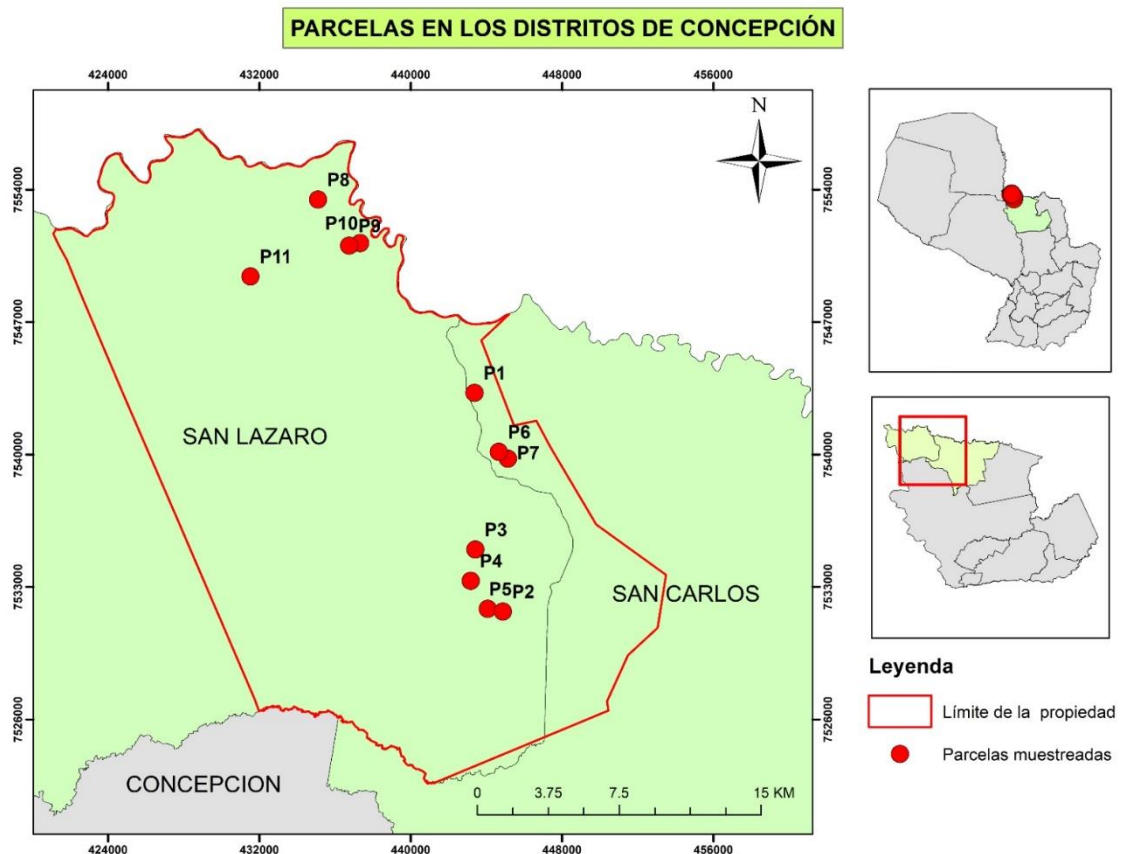 PARCELAS EN LOS DISTRITOS DE CONCEPCIÓN
424000
432000
440000
448000
456000
N
7554000
7554000
P8
P10
P9
P11
7547000
7547000
P1
SAN LAZARO
P6
P7
7540000
7540000
P3
P4
P5
P2
SAN CARLOS
7533000
7533000
7526000
7526000
CONCEPCION
0
3.75
7.5
15 KM
424000
432000
440000
448000
456000
Leyenda
Límite de la propiedad
Parcelas muestreadas